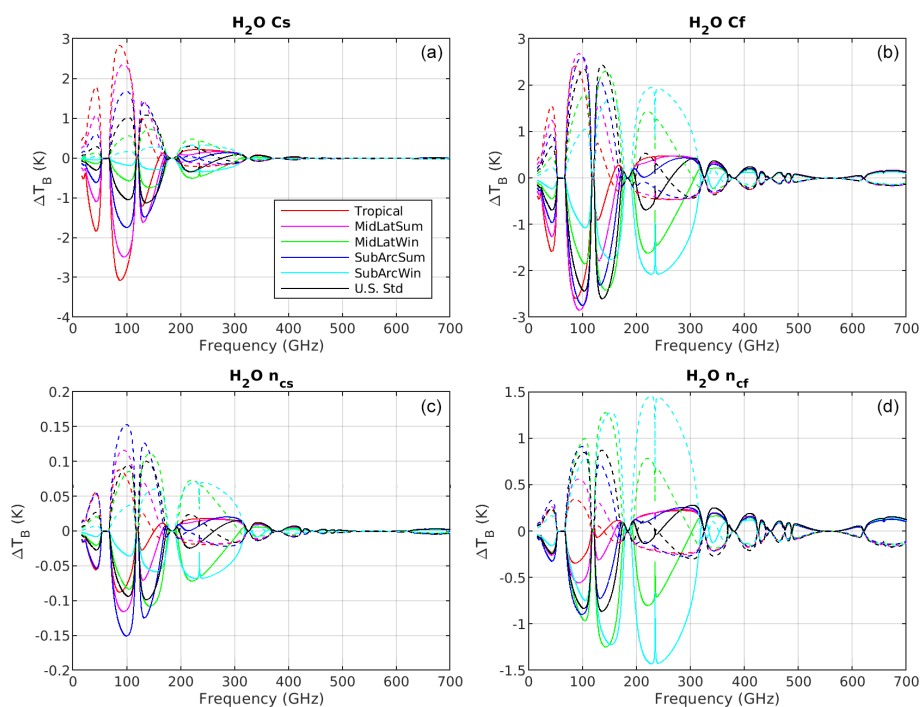 H2O Cs
(a)
3
2
1
0
-1
-2
-3
-4
ΔTB (K)
Tropical
MidLatSum
MidLatWin
SubArcSum
SubArcWin
U.S. Std
0 100 200 300 400 500 600 700
Frequency (GHz)
H2O Cf
(b)
3
2
1
0
-1
-2
-3
ΔTB (K)
0 100 200 300 400 500 600 700
Frequency (GHz)
H2O ncs
(c)
0.2
0.15
0.1
0.05
0
-0.05
-0.1
-0.15
-0.2
ΔTB (K)
0 100 200 300 400 500 600 700
Frequency (GHz)
H2O ncf
(d)
1.5
1
0.5
0
-0.5
-1
-1.5
ΔTB (K)
0 100 200 300 400 500 600 700
Frequency (GHz)